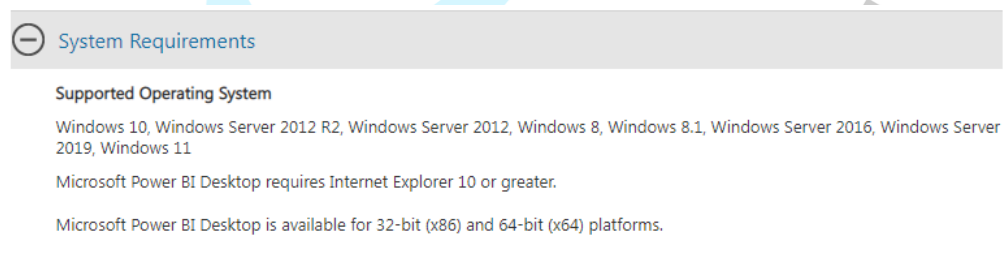 System Requirements
Supported Operating System
Windows 10, Windows Server 2012 R2, Windows Server 2012, Windows 8, Windows 8.1, Windows Server 2016, Windows Server
2019, Windows 11
Microsoft Power BI Desktop requires Internet Explorer 10 or greater.
Microsoft Power BI Desktop is available for 32-bit (x86) and 64-bit (x64) platforms.